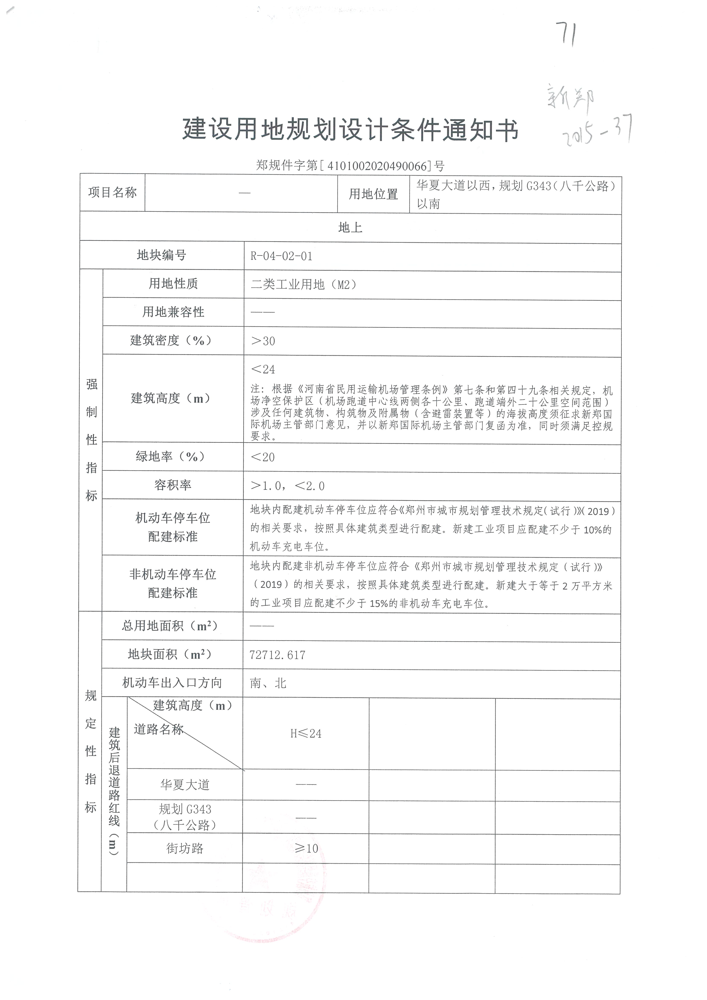 71
新郑
2015-37
建设用地规划设计条件通知书
郑规件字第[4101002020490066]号
项目名称
—
用地位置
华夏大道以西,规划G343(八千公路)
以南
地上
地块编号
R-04-02-01
强制性指标
用地性质
二类工业用地（M2）
用地兼容性
——
建筑密度（%）
＞30
建筑高度（m）
＜24
注：根据《河南省民用运输机场管理条例》第七条和第四十九条相关规定，机
场净空保护区（机场跑道中心线两侧各十公里、跑道端外二十公里空间范围）
涉及任何建筑物、构筑物及附属物（含避雷装置等）的海拔高度须征求新郑国
际机场主管部门意见，并以新郑国际机场主管部门复函为准，同时须满足控规
要求。
绿地率（%）
＜20
容积率
＞1.0，＜2.0
机动车停车位
配建标准
地块内配建机动车停车位应符合《郑州市城市规划管理技术规定（试行）》（2019）
的相关要求，按照具体建筑类型进行配建。新建工业项目应配建不少于10%的
机动车充电车位。
非机动车停车位
配建标准
地块内配建非机动车停车位应符合《郑州市城市规划管理技术规定（试行）》
（2019）的相关要求，按照具体建筑类型进行配建。新建大于等于2万平方米
的工业项目应配建不少于15%的非机动车充电车位。
规定性指标
总用地面积（m²）
——
地块面积（m²）
72712.617
机动车出入口方向
南、北
建筑后退道路红线（m）
建筑高度（m）
道路名称
H≤24
华夏大道
——
规划G343
（八千公路）
——
街坊路
≥10